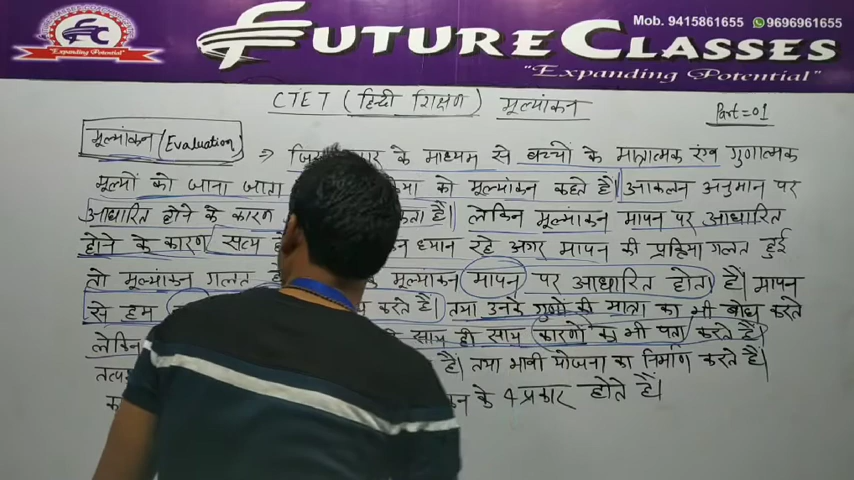 Mob. 9415861655 9696961655
FUTURE CLASSES
"Expanding Potential"
FC
Expanding Potential
CTET (हिन्दी शिक्षण) मूल्यांकन
Part=01
मूल्यांकन/Evaluation
⇒ के माध्यम से बच्चों के मात्रात्मक एंव गुणात्मक
मूल्यों को जाना जाता को मूल्यांकन कहते है। आकलन अनुमान पर
आधारित होने के कारण है। लेकिन मूल्यांकन मापन पर आधारित
होने के कारण सत्य ध्यान रहे अगर मापन की प्रक्रिया गलत हुई
तो मूल्यांकन गलत मूल्यांकन मापन पर आधारित होता है। मापन
से हम करते है। तथा उनके गुणों की मात्रा का भी बोध करते
लेकिन ही साथ कारणों का भी पता करते है।
है। तथा भावी योजना का निर्माण करते है।
के 4 प्रकार होते है।